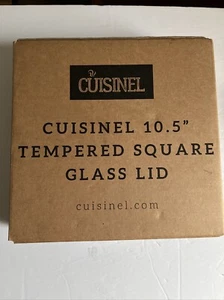 CUISINEL
CUISINEL 10.5”
TEMPERED SQUARE
GLASS LID
cuisinel.com